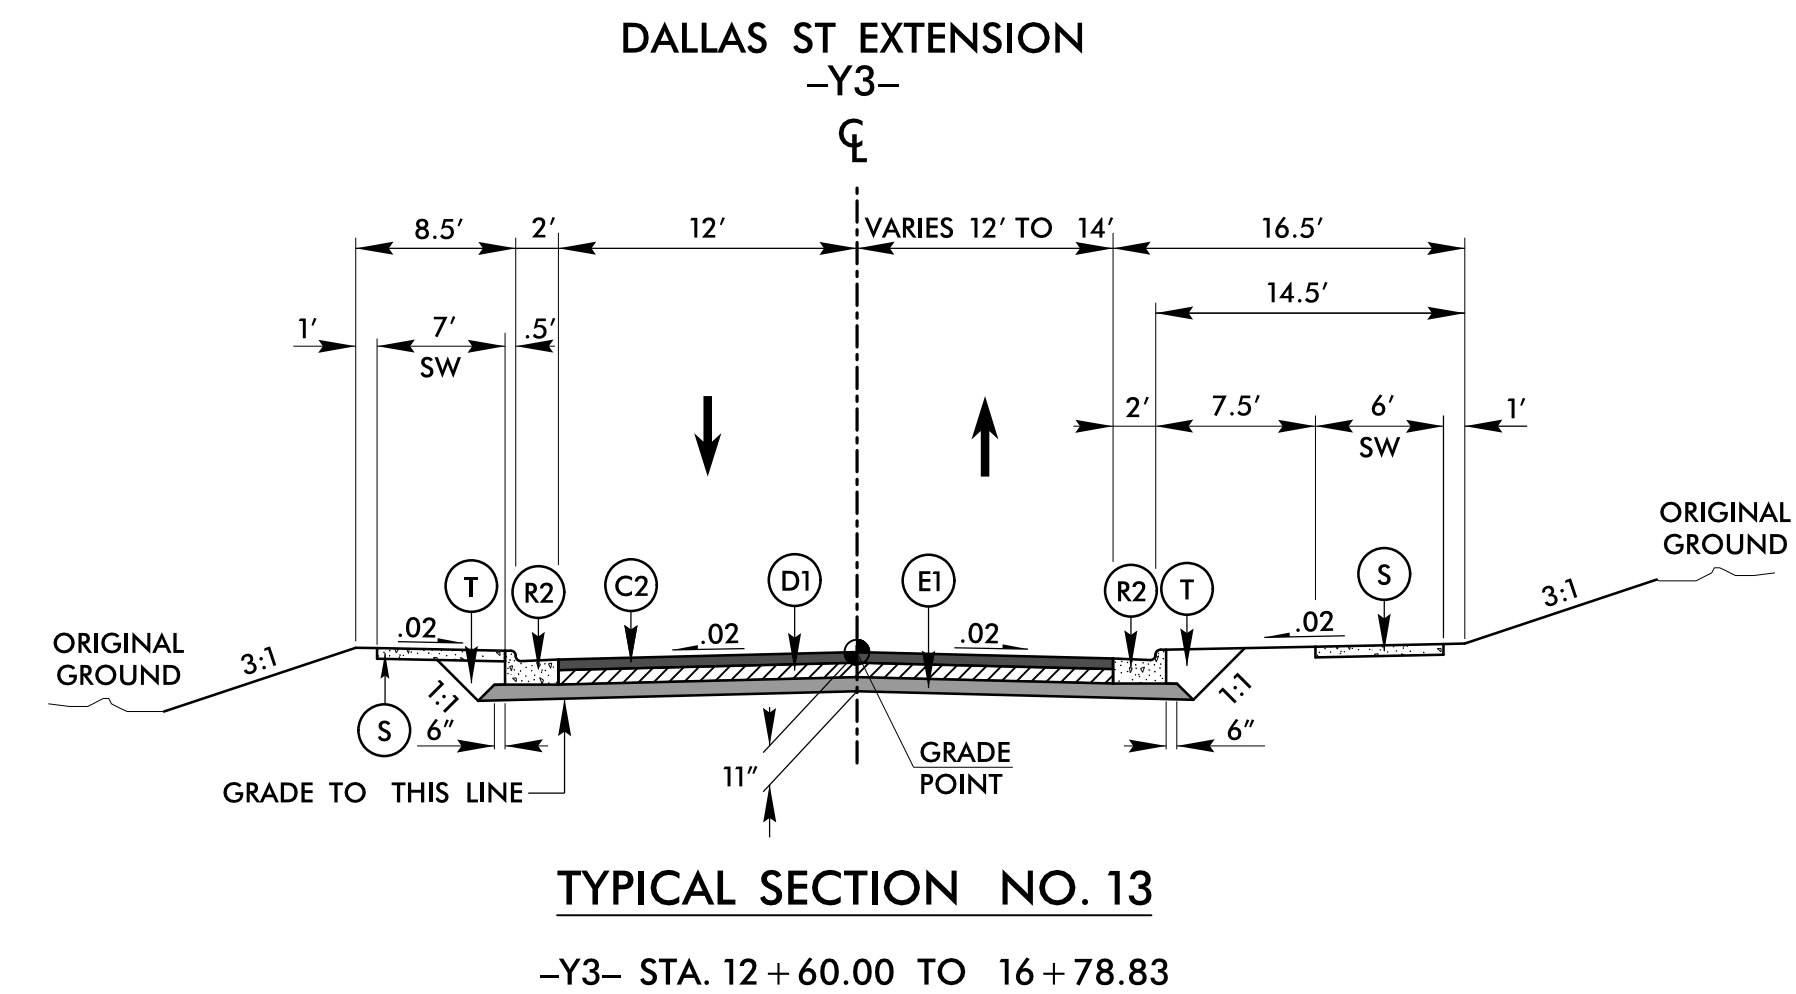 DALLAS ST EXTENSION
–Y3–
℄
8.5′ 2′ 12′ VARIES 12′ TO 14′ 16.5′
14.5′
1′ 7′ .5′
SW
2′ 7.5′ 6′ 1′
SW
ORIGINAL
GROUND
T R2 C2 D1 E1 R2 T S
3:1
.02 .02 .02 .02
ORIGINAL
GROUND
3:1
1:1 1:1
S 6″ 6″
GRADE
POINT
11″
GRADE TO THIS LINE
TYPICAL SECTION NO. 13
–Y3– STA. 12+60.00 TO 16+78.83